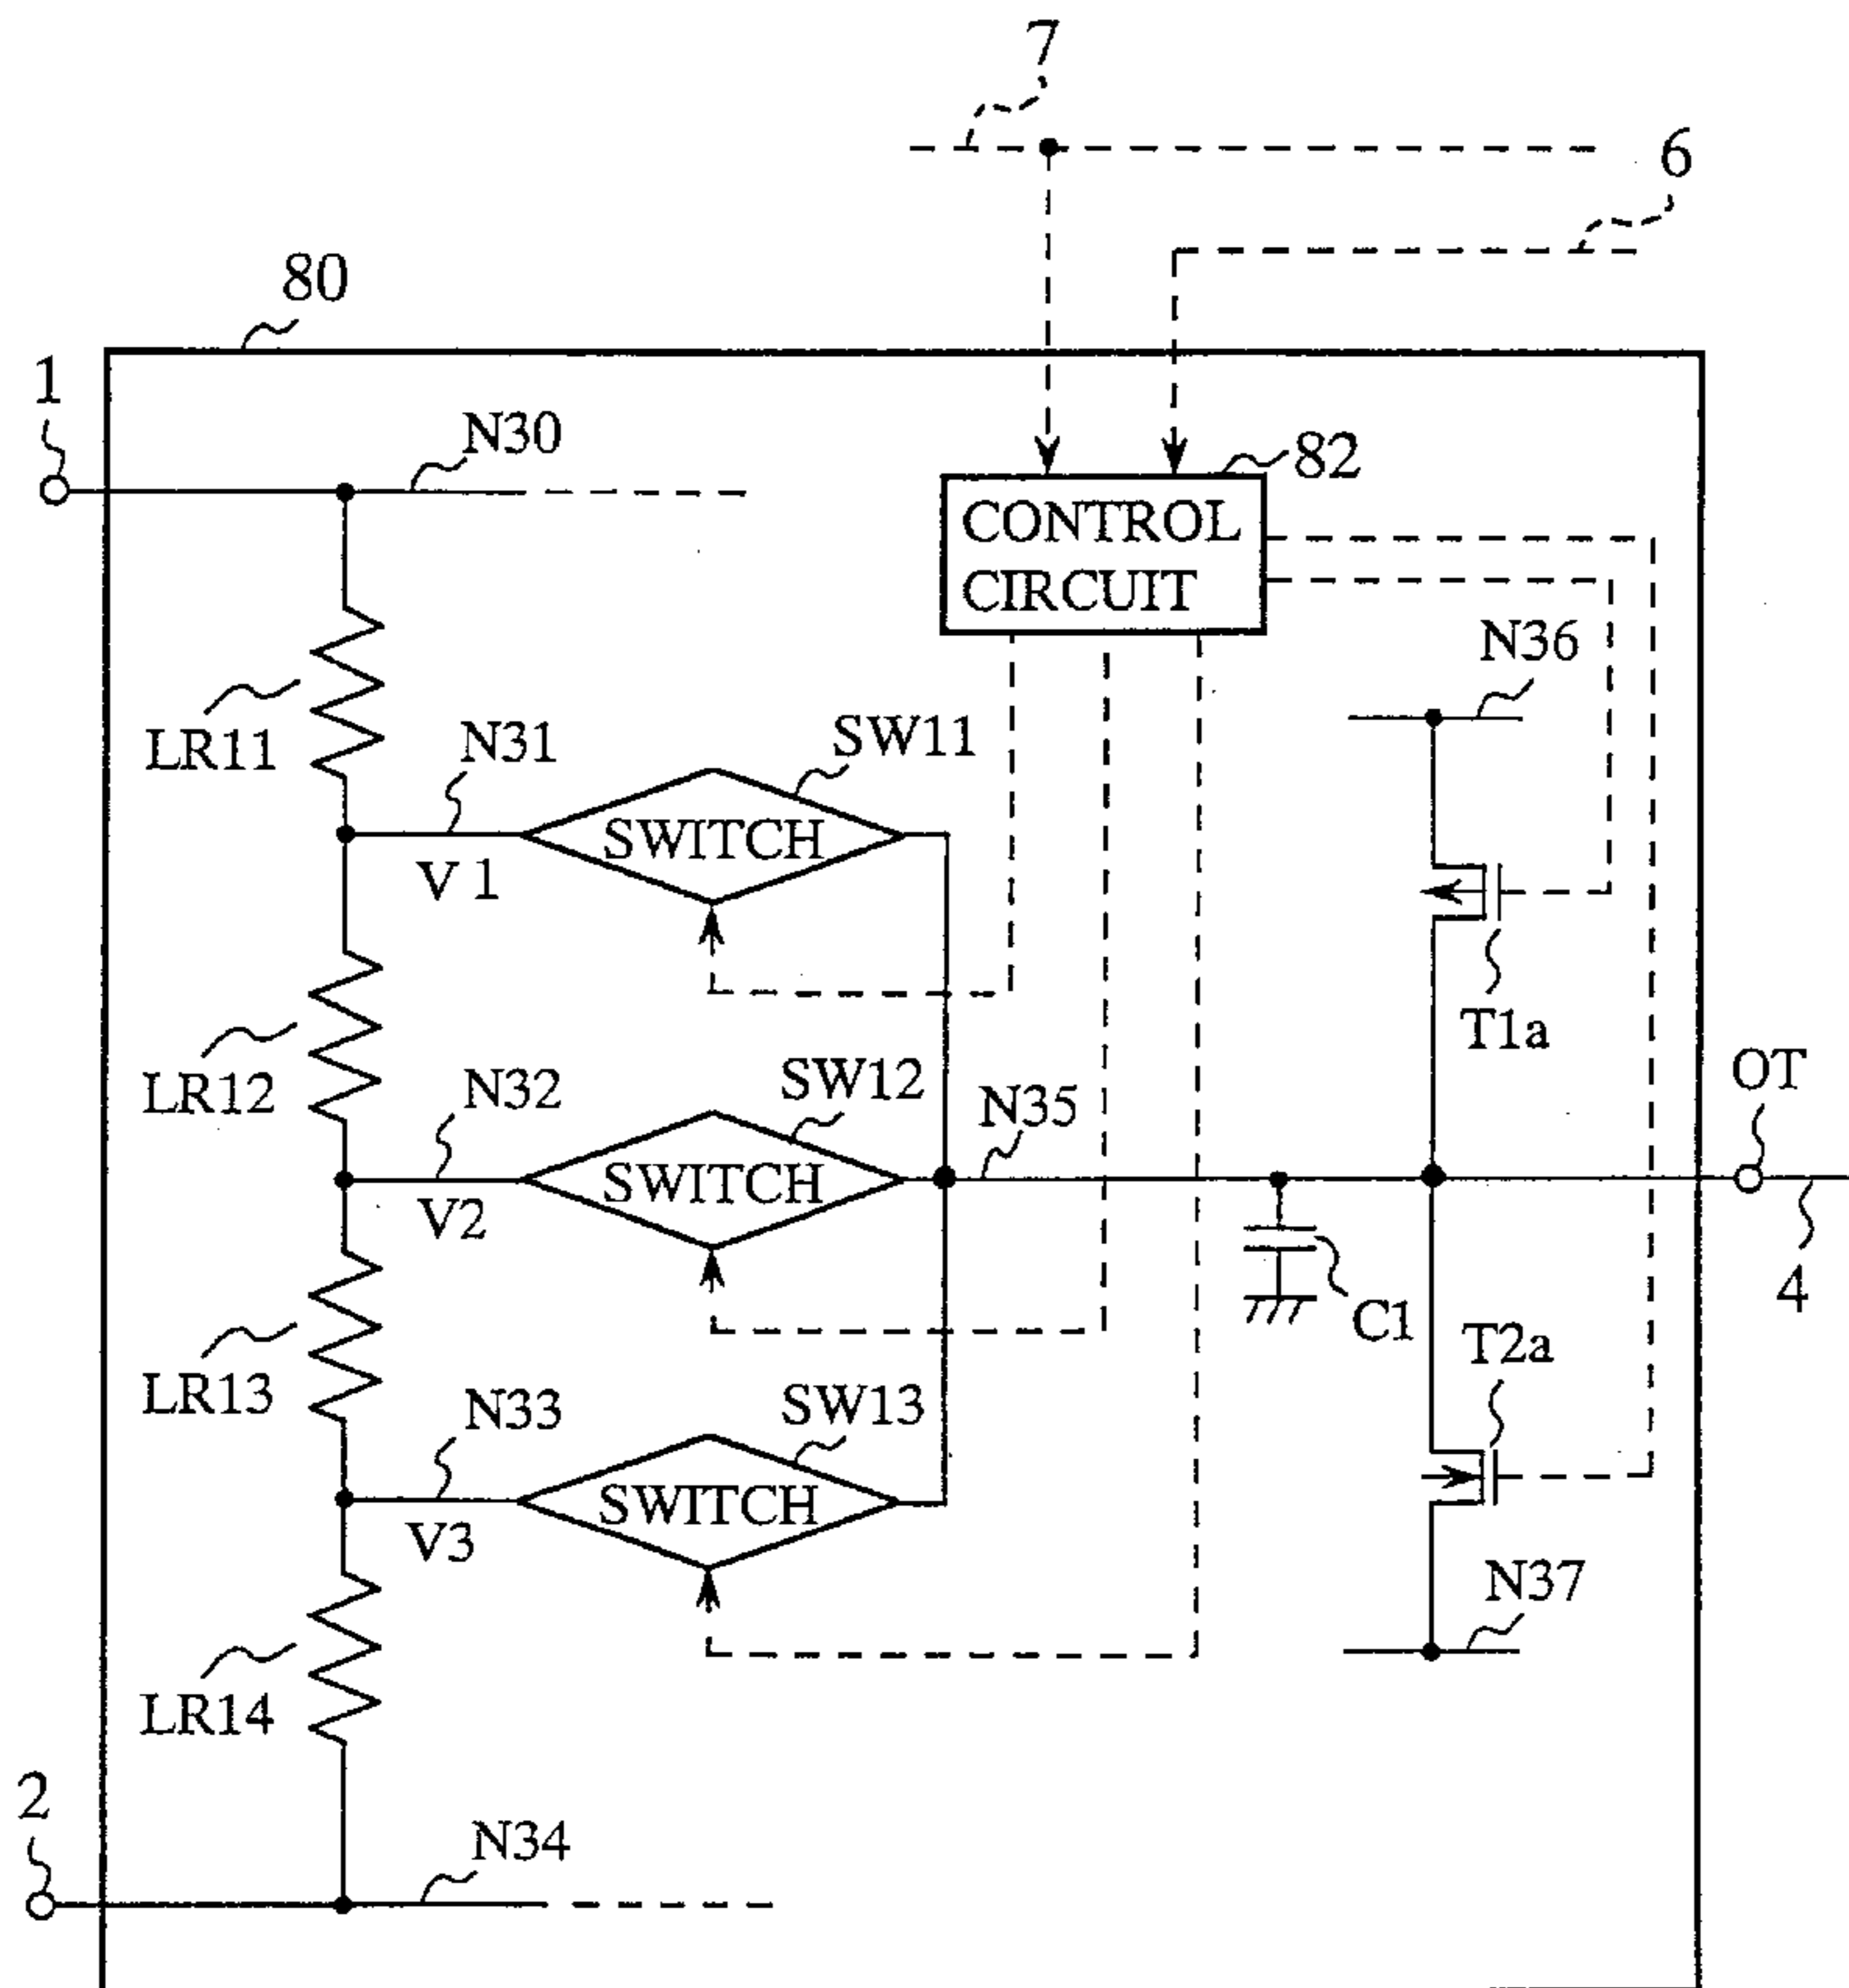 7
6
80
1
N30
82
CONTROL
CIRCUIT
N36
LR11
N31
SW11
SWITCH
V 1
T1a
LR12
N32
SW12
N35
OT
SWITCH
V2
4
C1
T2a
LR13
N33
SW13
SWITCH
V3
N37
LR14
2
N34